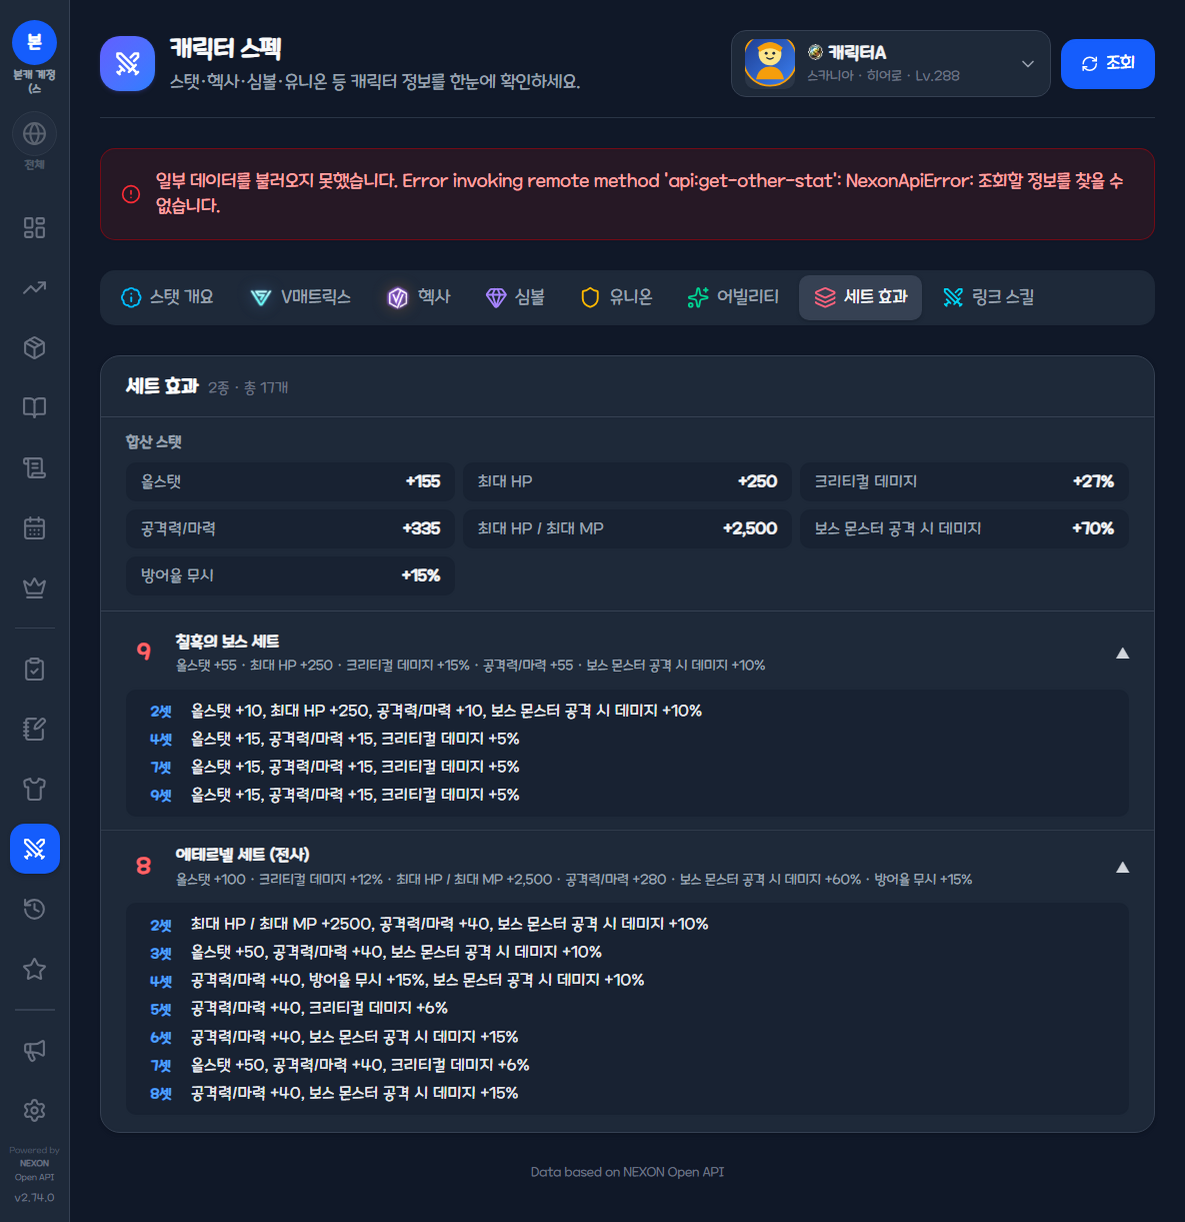 본
본캐 계정
(스
전체
Powered by
NEXON
Open API
v2.74.0
캐릭터 스펙
스탯·헥사·심볼·유니온 등 캐릭터 정보를 한눈에 확인하세요.
캐릭터A
스카니아 · 히어로 · Lv.288
조회
일부 데이터를 불러오지 못했습니다. Error invoking remote method 'api:get-other-stat': NexonApiError: 조회할 정보를 찾을 수
없습니다.
스탯 개요
V매트릭스
헥사
심볼
유니온
어빌리티
세트 효과
링크 스킬
세트 효과 2종 · 총 17개
합산 스탯
올스탯 +155
최대 HP +250
크리티컬 데미지 +27%
공격력/마력 +335
최대 HP / 최대 MP +2,500
보스 몬스터 공격 시 데미지 +70%
방어율 무시 +15%
9
칠흑의 보스 세트
올스탯 +55 · 최대 HP +250 · 크리티컬 데미지 +15% · 공격력/마력 +55 · 보스 몬스터 공격 시 데미지 +10%
▲
2셋 올스탯 +10, 최대 HP +250, 공격력/마력 +10, 보스 몬스터 공격 시 데미지 +10%
4셋 올스탯 +15, 공격력/마력 +15, 크리티컬 데미지 +5%
7셋 올스탯 +15, 공격력/마력 +15, 크리티컬 데미지 +5%
9셋 올스탯 +15, 공격력/마력 +15, 크리티컬 데미지 +5%
8
에테르넬 세트 (전사)
올스탯 +100 · 크리티컬 데미지 +12% · 최대 HP / 최대 MP +2,500 · 공격력/마력 +280 · 보스 몬스터 공격 시 데미지 +60% · 방어율 무시 +15%
▲
2셋 최대 HP / 최대 MP +2500, 공격력/마력 +40, 보스 몬스터 공격 시 데미지 +10%
3셋 올스탯 +50, 공격력/마력 +40, 보스 몬스터 공격 시 데미지 +10%
4셋 공격력/마력 +40, 방어율 무시 +15%, 보스 몬스터 공격 시 데미지 +10%
5셋 공격력/마력 +40, 크리티컬 데미지 +6%
6셋 공격력/마력 +40, 보스 몬스터 공격 시 데미지 +15%
7셋 올스탯 +50, 공격력/마력 +40, 크리티컬 데미지 +6%
8셋 공격력/마력 +40, 보스 몬스터 공격 시 데미지 +15%
Data based on NEXON Open API